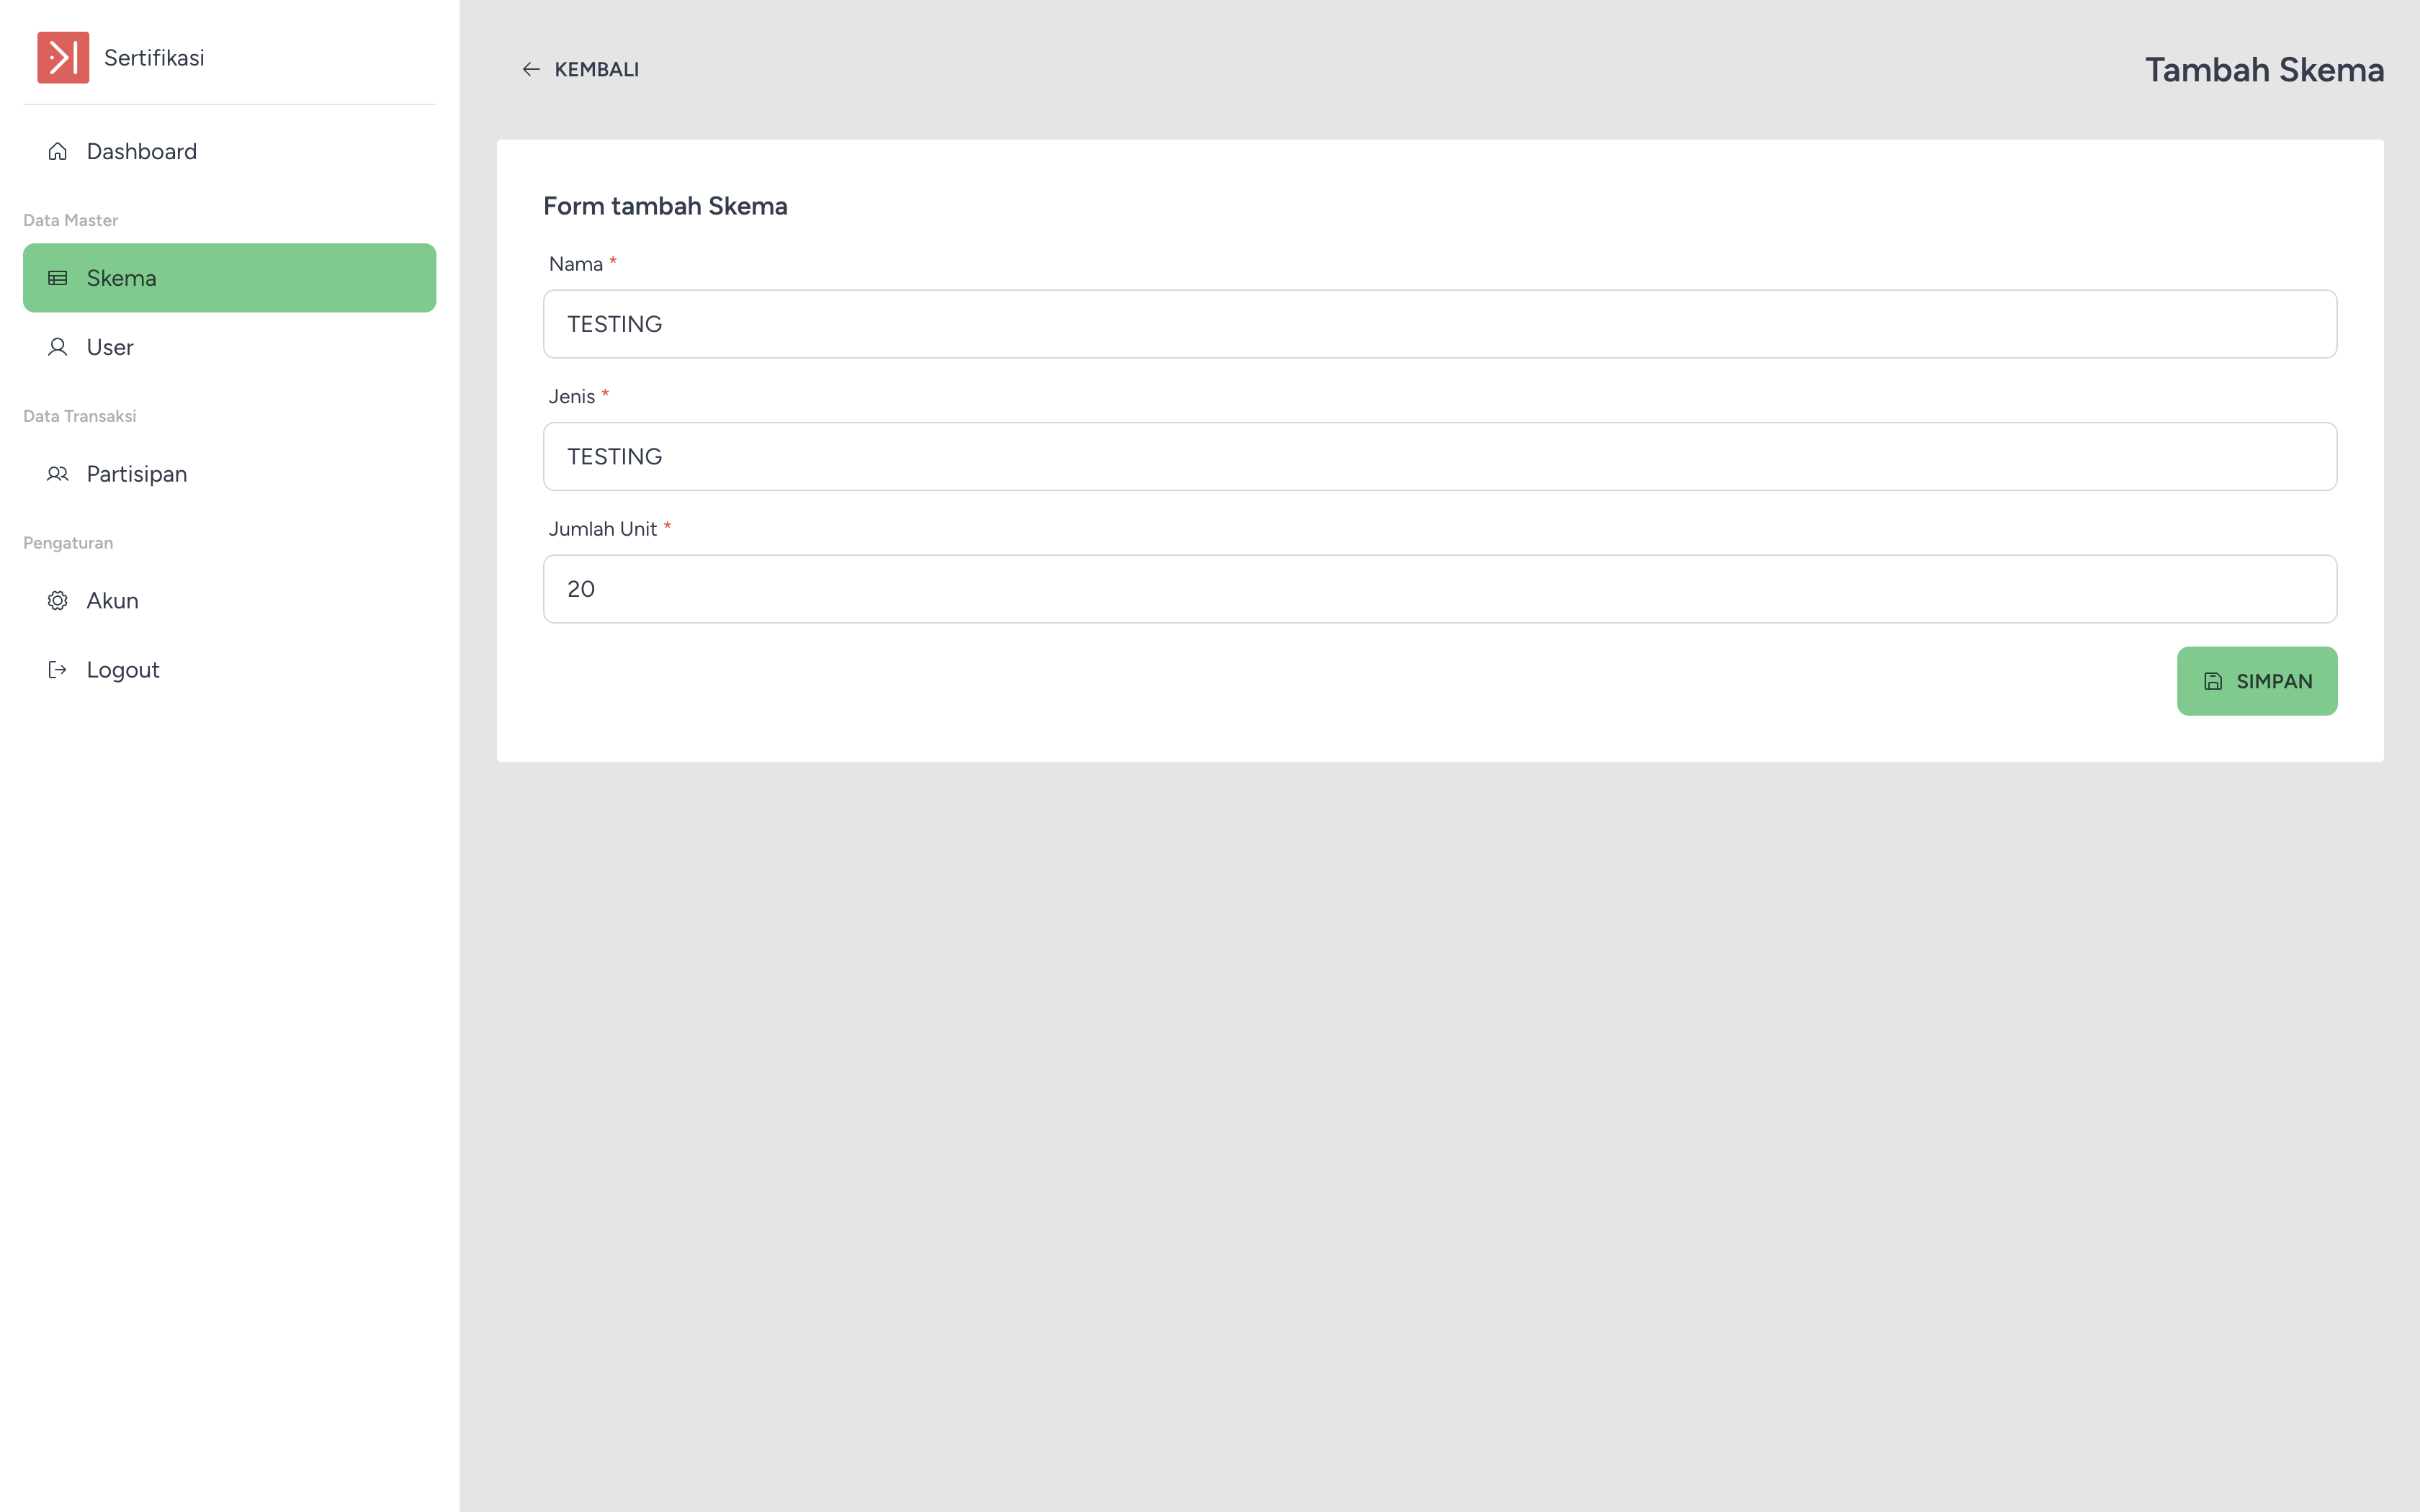 Sertifikasi
Dashboard
Data Master
Skema
User
Data Transaksi
Partisipan
Pengaturan
Akun
Logout
KEMBALI
Tambah Skema
Form tambah Skema
Nama *
TESTING
Jenis *
TESTING
Jumlah Unit *
20
SIMPAN